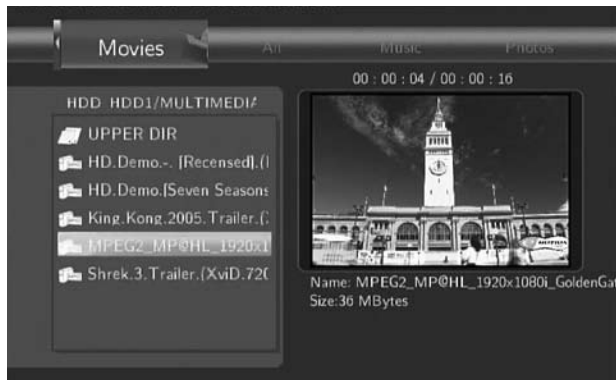 Movies
All
Music
Photos
00 : 00 : 04 / 00 : 00 : 16
HDD HDD1/MULTIMEDIA
UPPER DIR
HD.Demo.-. [Recensed].(
HD.Demo.[Seven Seasons
King.Kong.2005.Trailer.(
MPEG2_MP@HL_1920x1
Shrek.3.Trailer.(XviD.720
Name: MPEG2_MP@HL_1920x1080i_GoldenGat
Size:36 MBytes